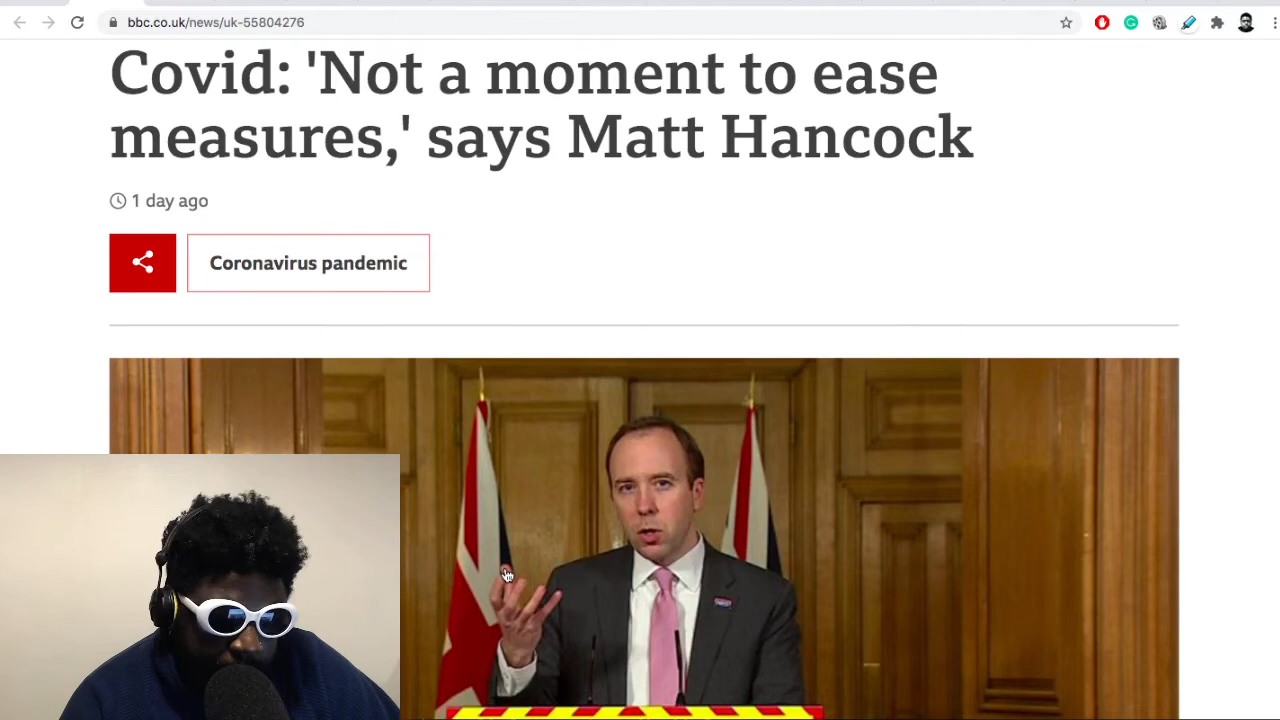 bbc.co.uk/news/uk-55804276
Covid: 'Not a moment to ease
measures,' says Matt Hancock
1 day ago
Coronavirus pandemic